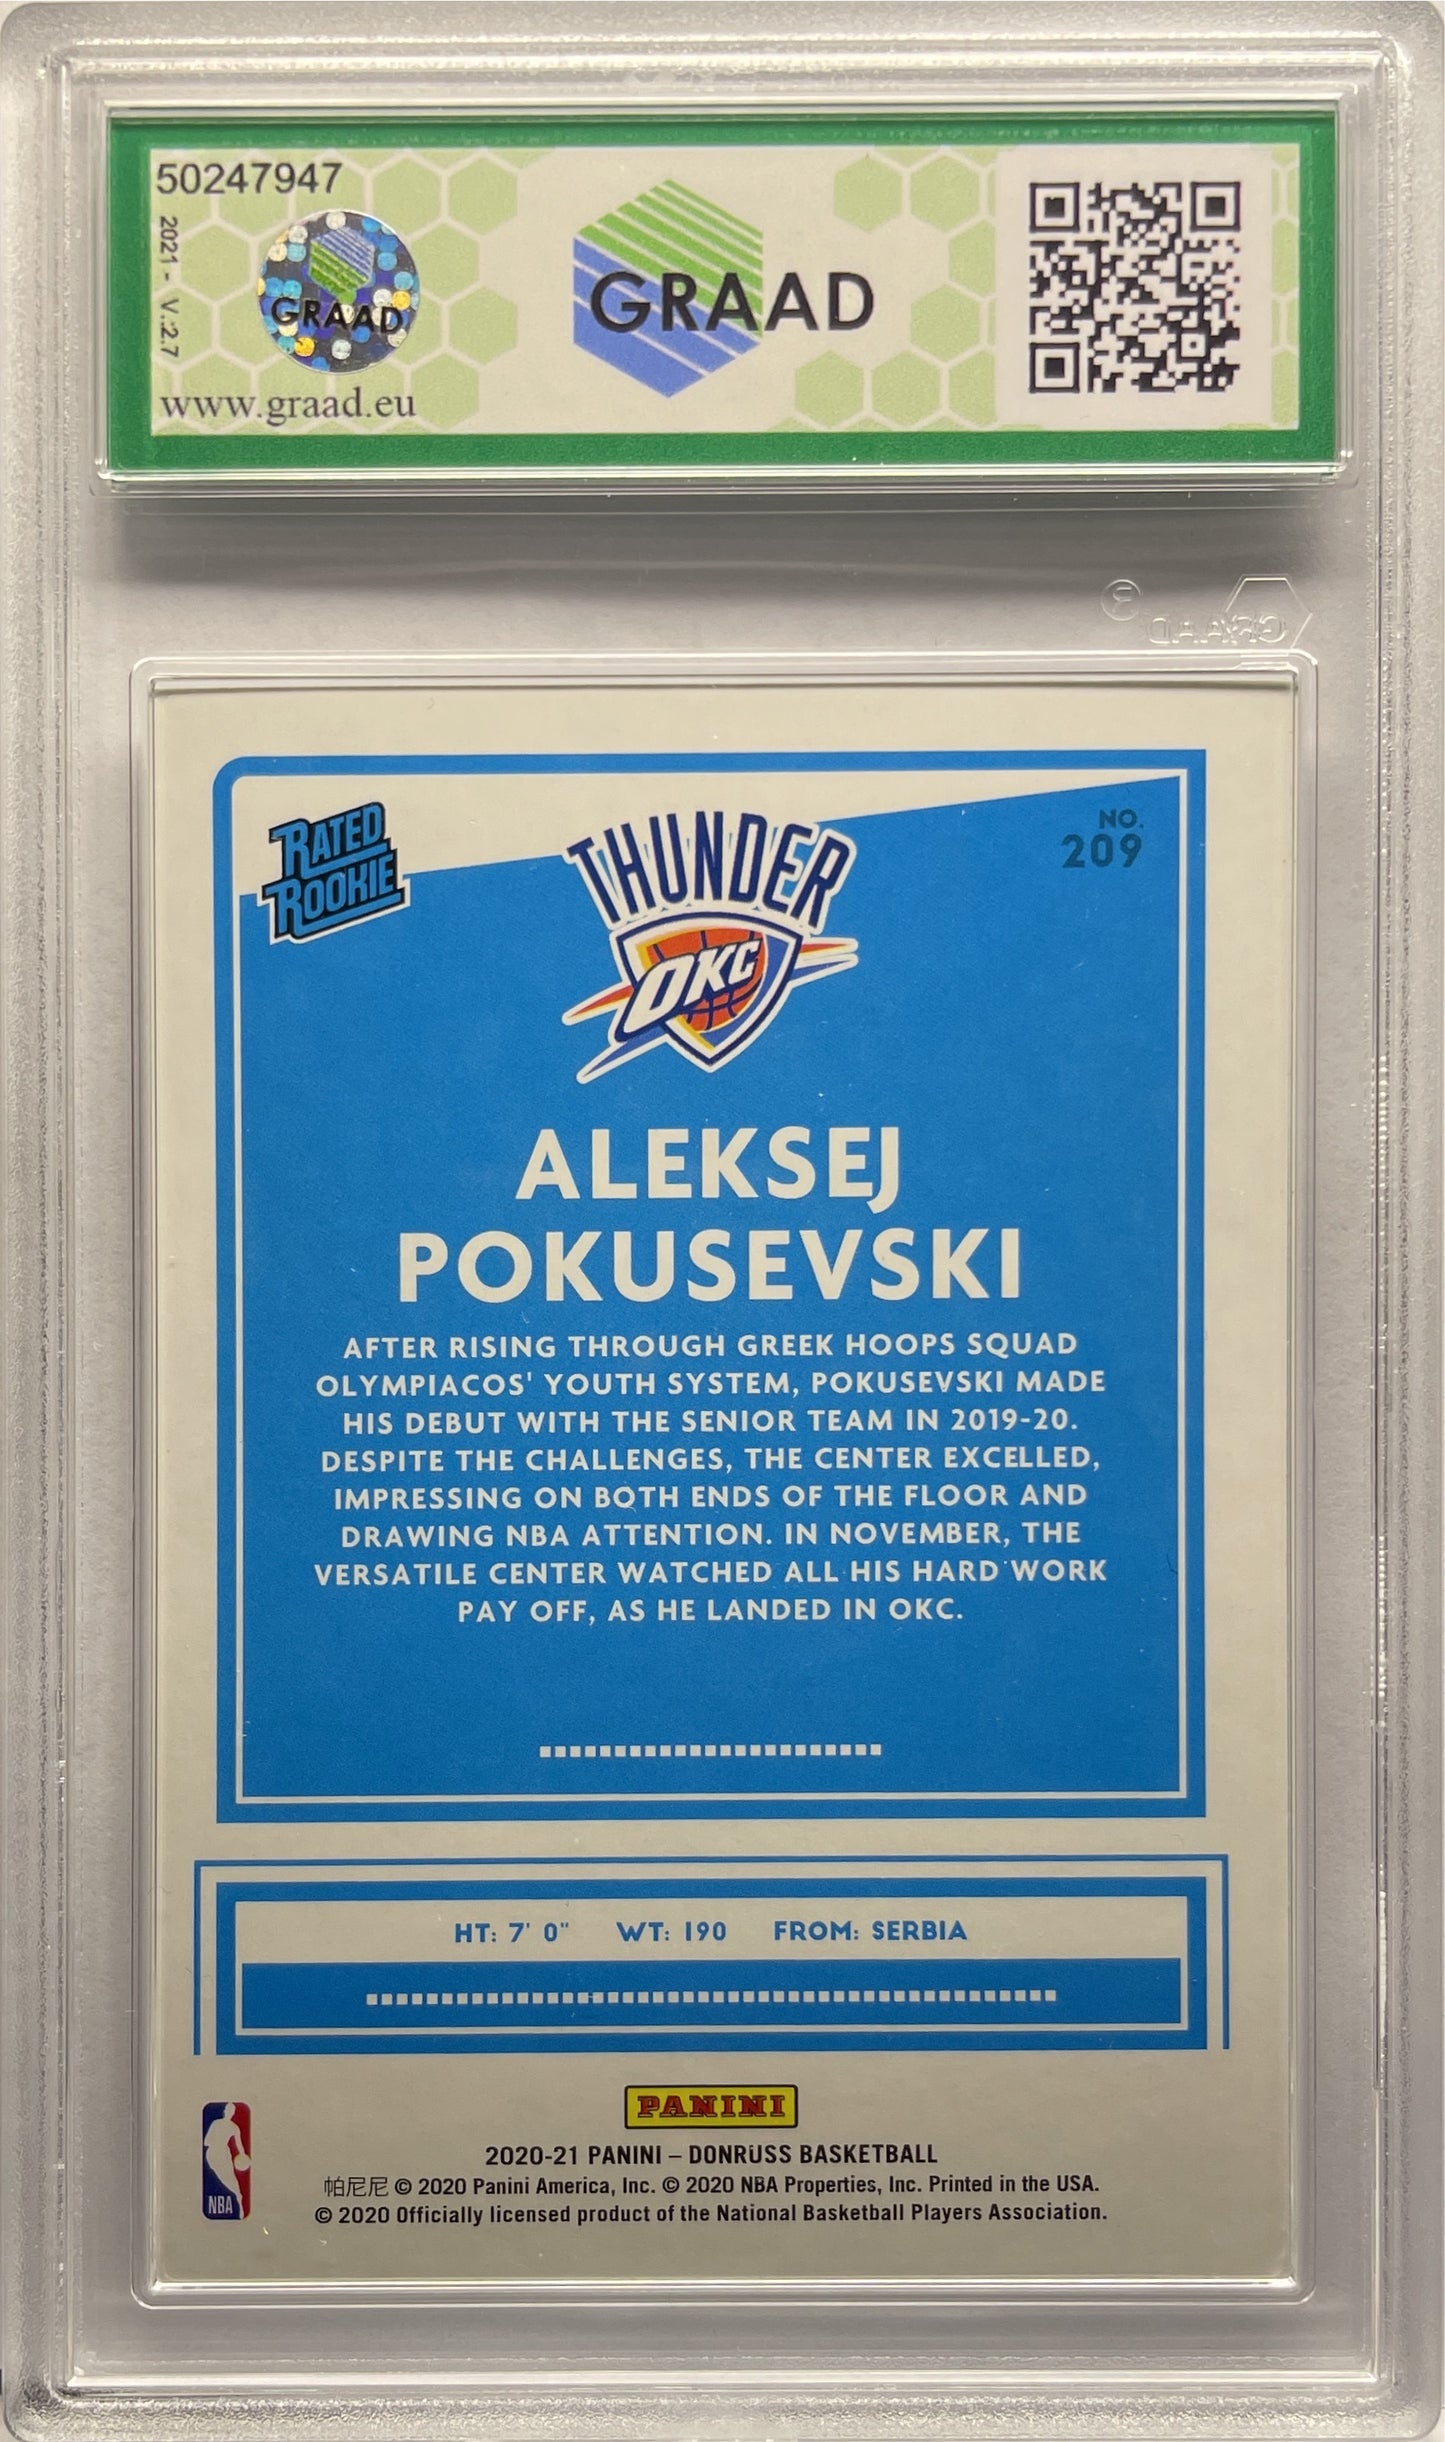 50247947
2021 - V.:2.7
GRAAD
www.graad.eu
GRAAD
GRAAD ®
RATED
ROOKIE
THUNDER
OKC
NO.
209
ALEKSEJ
POKUSEVSKI
AFTER RISING THROUGH GREEK HOOPS SQUAD
OLYMPIACOS' YOUTH SYSTEM, POKUSEVSKI MADE
HIS DEBUT WITH THE SENIOR TEAM IN 2019-20.
DESPITE THE CHALLENGES, THE CENTER EXCELLED,
IMPRESSING ON BOTH ENDS OF THE FLOOR AND
DRAWING NBA ATTENTION. IN NOVEMBER, THE
VERSATILE CENTER WATCHED ALL HIS HARD WORK
PAY OFF, AS HE LANDED IN OKC.
HT: 7' 0" WT: 190 FROM: SERBIA
PANINI
NBA
2020-21 PANINI – DONRUSS BASKETBALL
帕尼尼 © 2020 Panini America, Inc. © 2020 NBA Properties, Inc. Printed in the USA.
© 2020 Officially licensed product of the National Basketball Players Association.